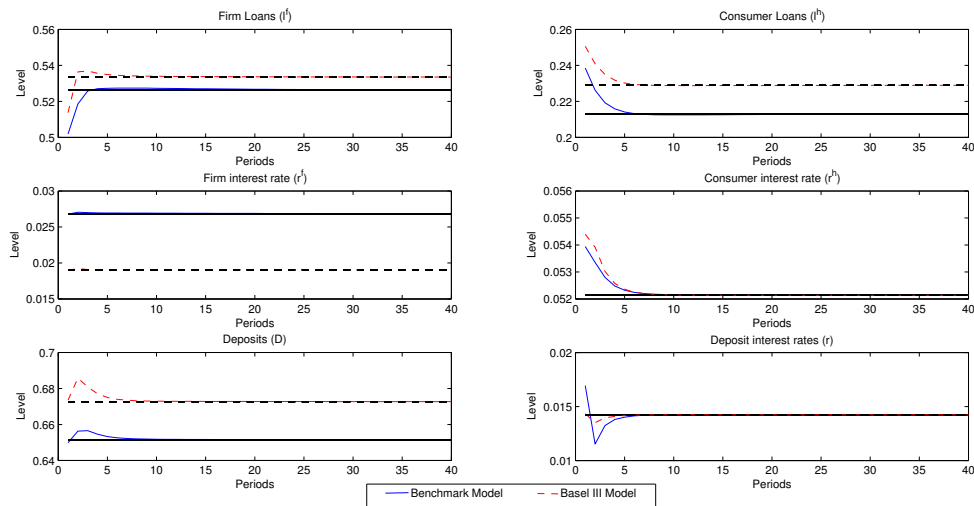 Firm Loans (l^f)
0.56
0.54
0.52
0.5
Level
0 5 10 15 20 25 30 35 40
Periods
Consumer Loans (l^h)
0.26
0.24
0.22
0.2
Level
0 5 10 15 20 25 30 35 40
Periods
Firm interest rate (r^f)
0.03
0.025
0.02
0.015
Level
0 5 10 15 20 25 30 35 40
Periods
Consumer interest rate (r^h)
0.056
0.055
0.054
0.053
0.052
Level
0 5 10 15 20 25 30 35 40
Periods
Deposits (D)
0.7
0.68
0.66
0.64
Level
0 5 10 15 20 25 30 35 40
Periods
Deposit interest rates (r)
0.02
0.015
0.01
Level
0 5 10 15 20 25 30 35 40
Periods
Benchmark Model Basel III Model